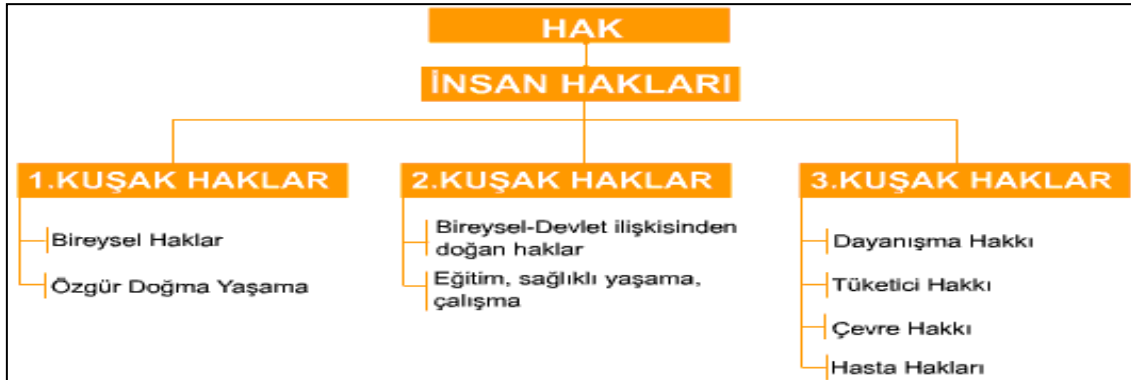 HAK
İNSAN HAKLARI
1.KUŞAK HAKLAR
Bireysel Haklar
Özgür Doğma Yaşama
2.KUŞAK HAKLAR
Bireysel-Devlet ilişkisinden
doğan haklar
Eğitim, sağlıklı yaşama,
çalışma
3.KUŞAK HAKLAR
Dayanışma Hakkı
Tüketici Hakkı
Çevre Hakkı
Hasta Hakları